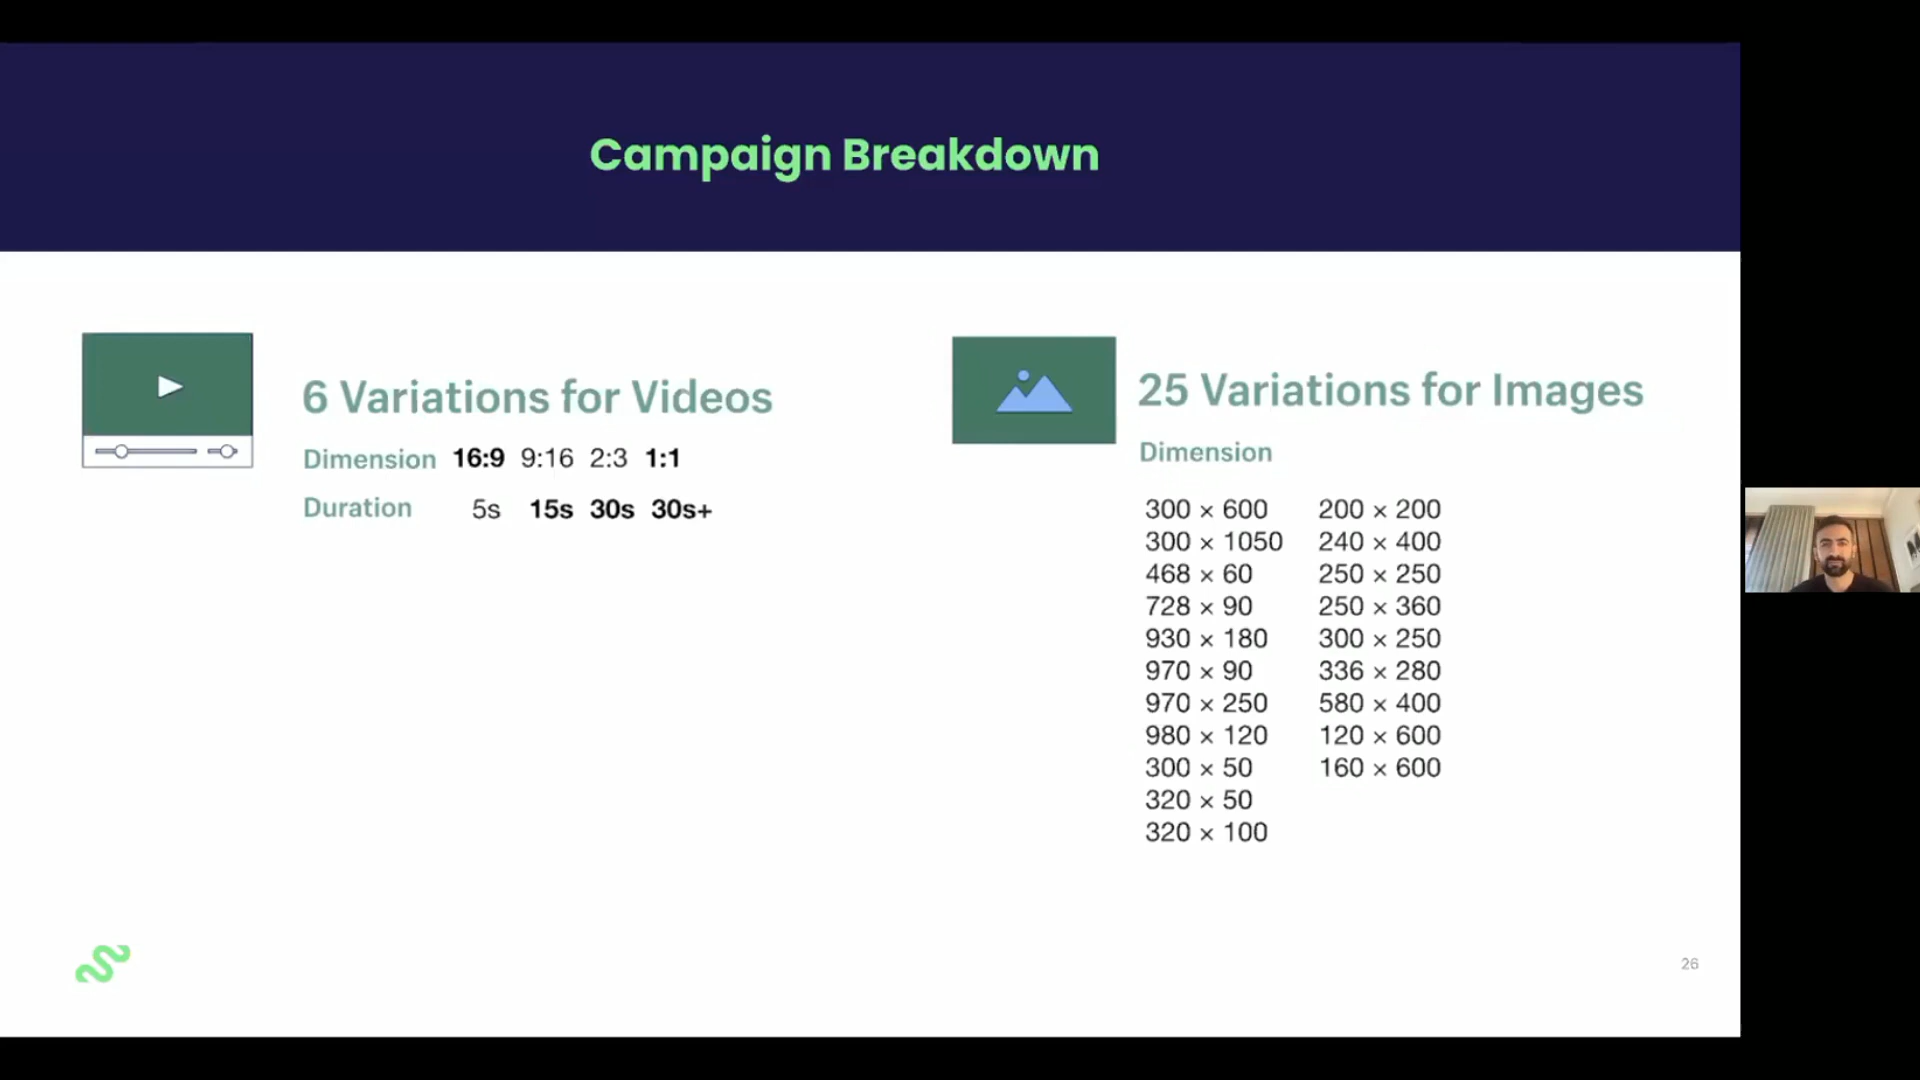 Campaign Breakdown
6 Variations for Videos
Dimension 16:9 9:16 2:3 1:1
Duration 5s 15s 30s 30s+
25 Variations for Images
Dimension
300 × 600
300 × 1050
468 × 60
728 × 90
930 × 180
970 × 90
970 × 250
980 × 120
300 × 50
320 × 50
320 × 100
200 × 200
240 × 400
250 × 250
250 × 360
300 × 250
336 × 280
580 × 400
120 × 600
160 × 600
26